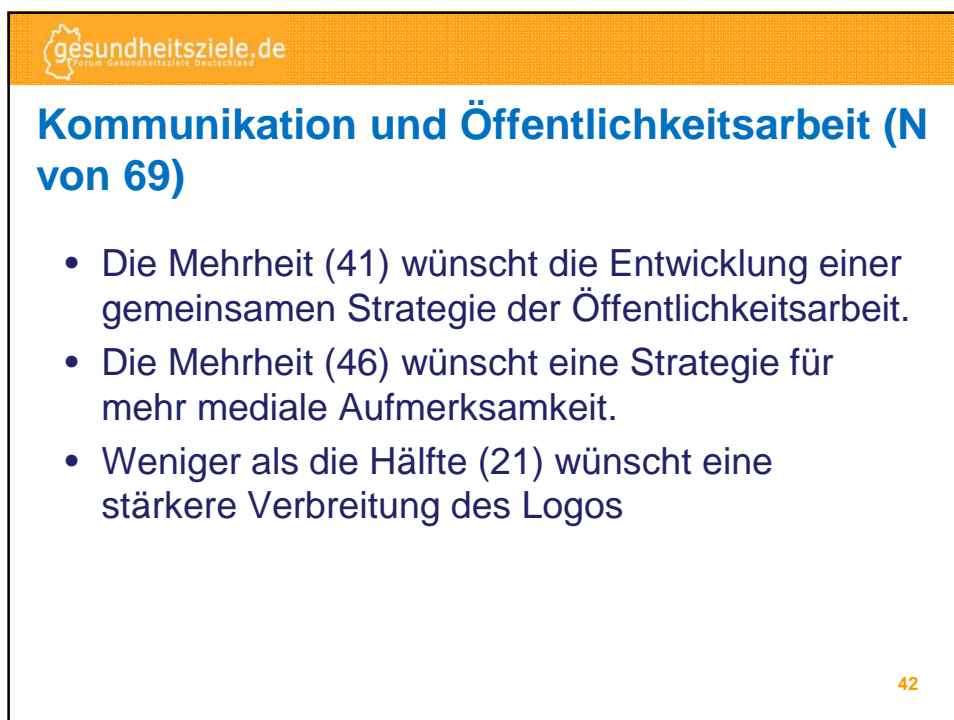 gesundheitsziele.de
Forum Gesundheitsziele Deutschland
Kommunikation und Öffentlichkeitsarbeit (N
von 69)
• Die Mehrheit (41) wünscht die Entwicklung einer
gemeinsamen Strategie der Öffentlichkeitsarbeit.
• Die Mehrheit (46) wünscht eine Strategie für
mehr mediale Aufmerksamkeit.
• Weniger als die Hälfte (21) wünscht eine
stärkere Verbreitung des Logos
42